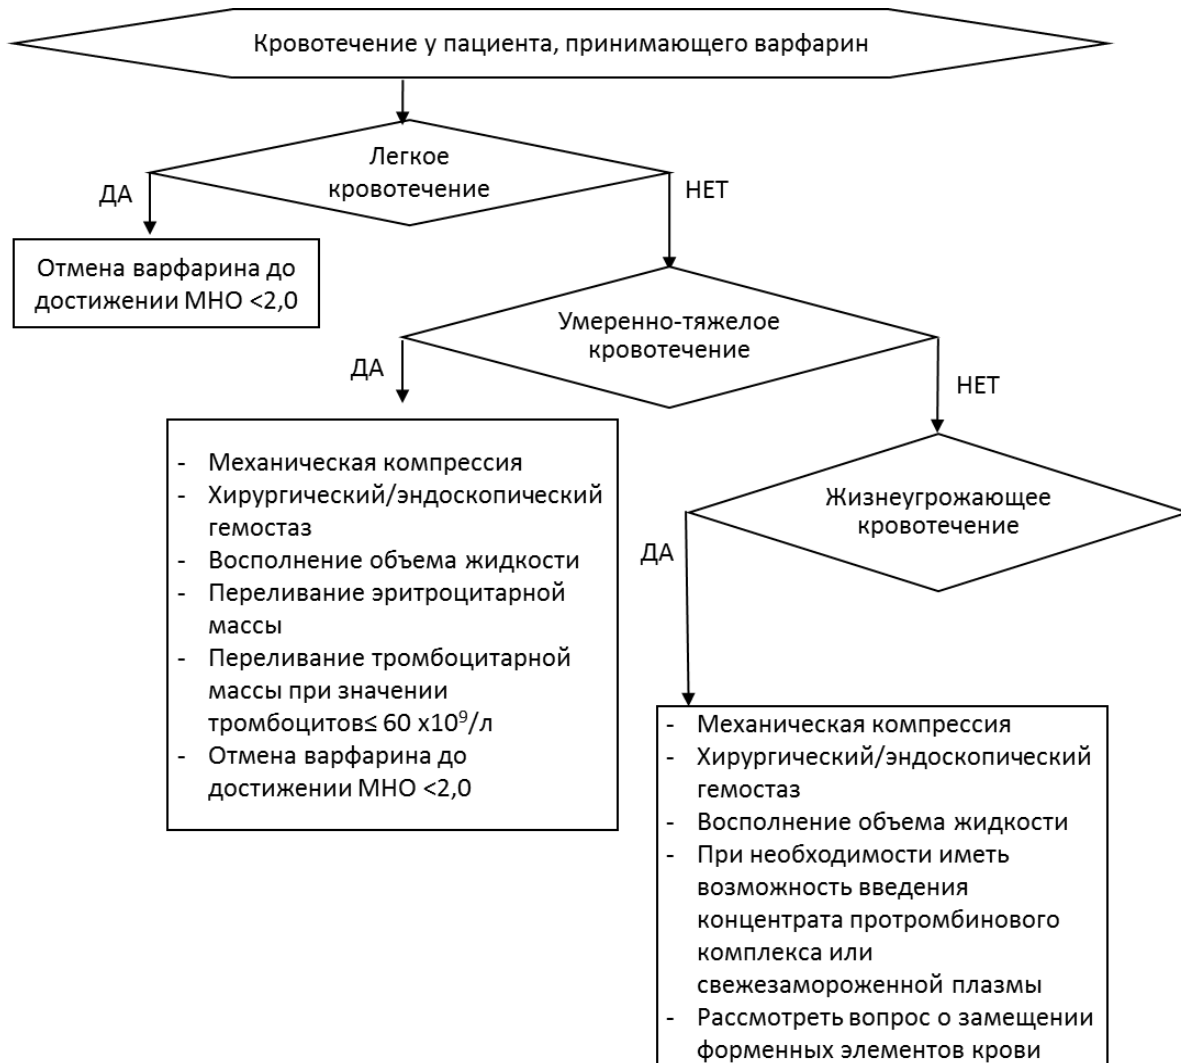 Кровотечение у пациента, принимающего варфарин
Легкое
кровотечение
ДА
НЕТ
Отмена варфарина до
достижении МНО <2,0
Умеренно-тяжелое
кровотечение
ДА
НЕТ
- Механическая компрессия
- Хирургический/эндоскопический
гемостаз
- Восполнение объема жидкости
- Переливание эритроцитарной
массы
- Переливание тромбоцитарной
массы при значении
тромбоцитов≤ 60 х10⁹/л
- Отмена варфарина до
достижении МНО <2,0
Жизнеугрожающее
кровотечение
ДА
- Механическая компрессия
- Хирургический/эндоскопический
гемостаз
- Восполнение объема жидкости
- При необходимости иметь
возможность введения
концентрата протромбинового
комплекса или
свежезамороженной плазмы
- Рассмотреть вопрос о замещении
форменных элементов крови